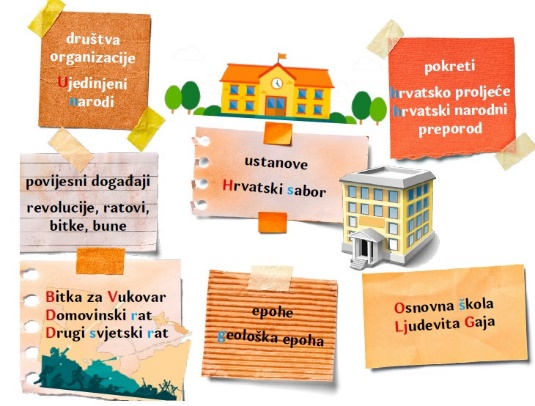 društva
organizacije
Ujedinjeni
narodi
pokreti
hrvatsko proljeće
hrvatski narodni
preporod
ustanove
Hrvatski sabor
povijesni događaji
revolucije, ratovi,
bitke, bune
Bitka za Vukovar
Domovinski rat
Drugi svjetski rat
epohe
geološka epoha
Osnovna škola
Ljudevita Gaja